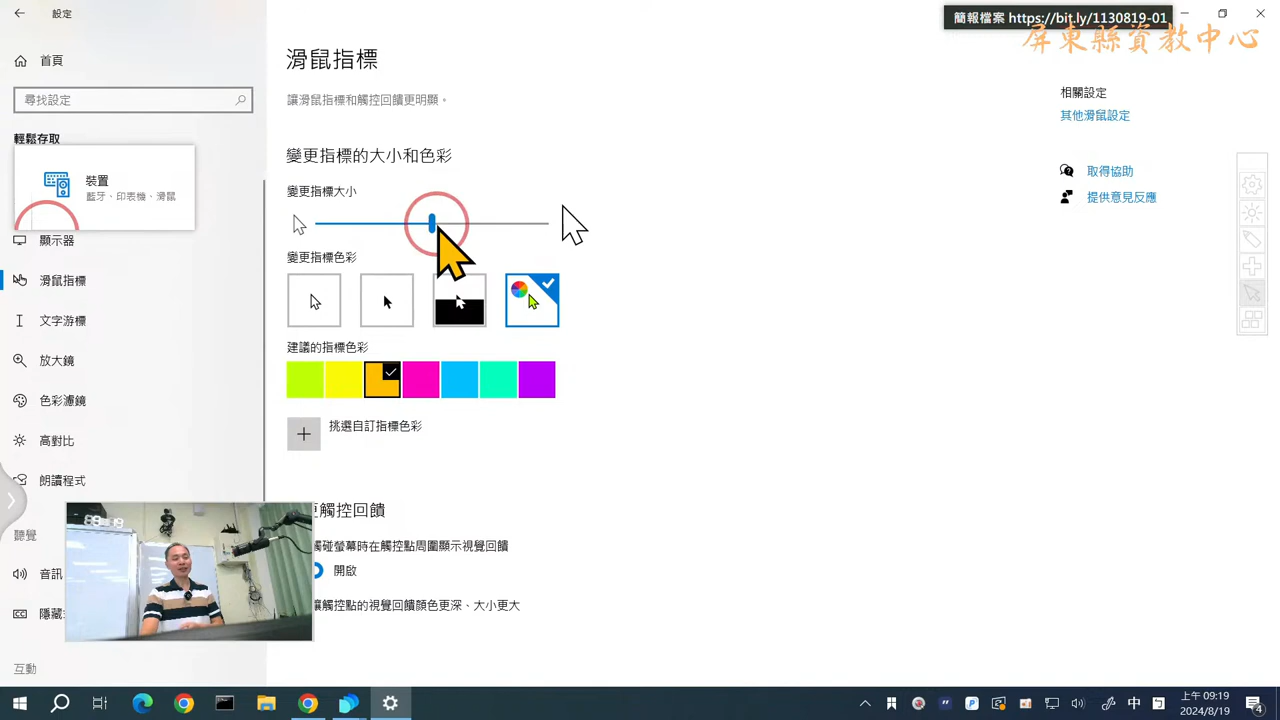 設定
簡報檔案 https://bit.ly/1130819-01
屏東縣資教中心
首頁
尋找設定
輕鬆存取
裝置
藍牙、印表機、滑鼠
顯示器
滑鼠指標
文字游標
放大鏡
色彩濾鏡
高對比
朗讀程式
聽覺
音訊
隱藏
互動
滑鼠指標
讓滑鼠指標和觸控回饋更明顯。
變更指標的大小和色彩
變更指標大小
變更指標色彩
建議的指標色彩
挑選自訂指標色彩
更觸控回饋
觸碰螢幕時在觸控點周圍顯示視覺回饋
開啟
讓觸控點的視覺回饋顏色更深、大小更大
相關設定
其他滑鼠設定
取得協助
提供意見反應
中
上午 09:19
2024/8/19
4